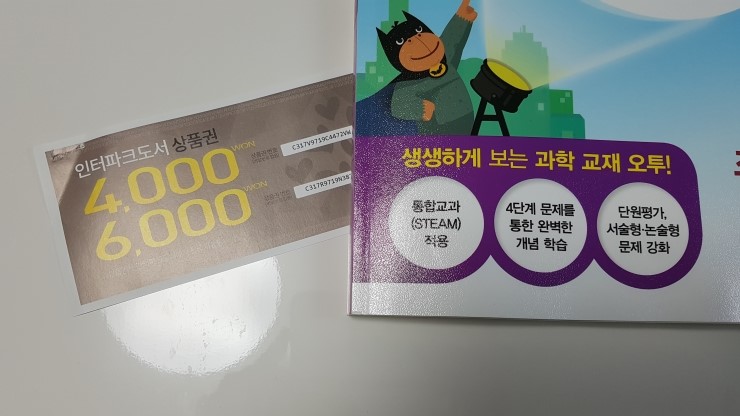 인터파크도서 상품권
4,000 WON
C317V9719C4472VW
6,000 WON
생생하게 보는 과학 교재 오투!
통합교과
(STEAM)
적용
4단계 문제를
통한 완벽한
개념 학습
단원평가,
서술형·논술형
문제 강화